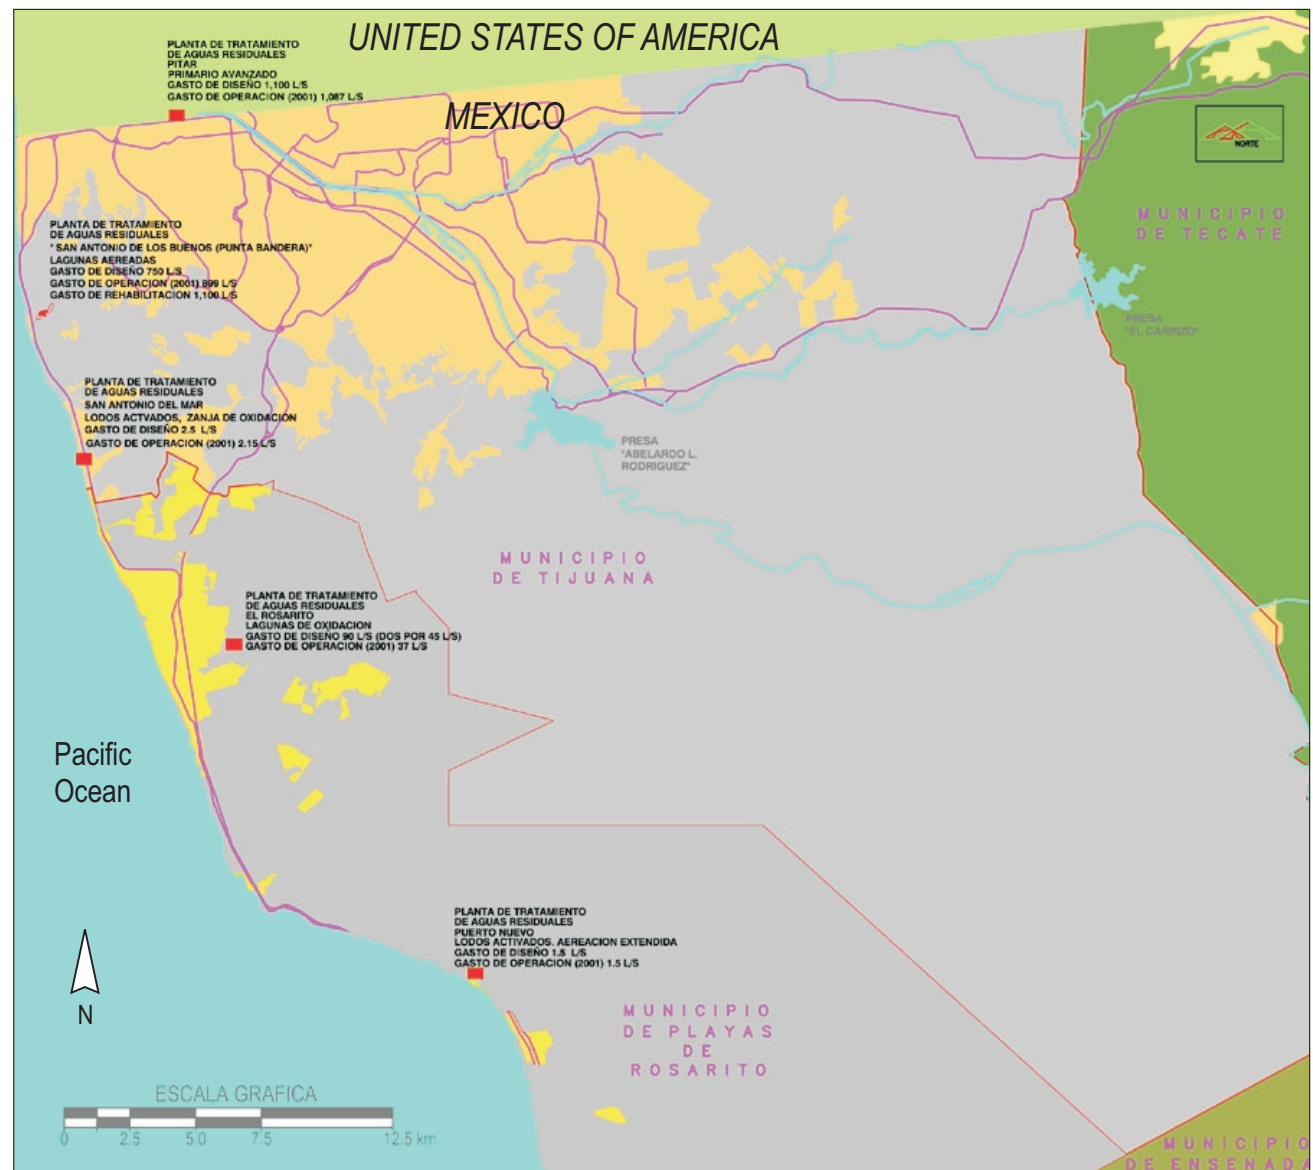 UNITED STATES OF AMERICA
PLANTA DE TRATAMIENTO
DE AGUAS RESIDUALES
PITAR
PRIMARIO AVANZADO
GASTO DE DISEÑO 1,100 L/S
GASTO DE OPERACION (2001) 1,087 L/S
MEXICO
NORTE
MUNICIPIO
DE TECATE
PLANTA DE TRATAMIENTO
DE AGUAS RESIDUALES
" SAN ANTONIO DE LOS BUENOS (PUNTA BANDERA)"
LAGUNAS AEREADAS
GASTO DE DISEÑO 750 L/S
GASTO DE OPERACION (2001) 899 L/S
GASTO DE REHABILITACION 1,100 L/S
PRESA
"EL CARRIZO"
PLANTA DE TRATAMIENTO
DE AGUAS RESIDUALES
SAN ANTONIO DEL MAR
LODOS ACTVADOS, ZANJA DE OXIDACION
GASTO DE DISEÑO 2.5 L/S
GASTO DE OPERACION (2001) 2.15 L/S
PRESA
"ABELARDO L.
RODRIGUEZ"
MUNICIPIO
DE TIJUANA
PLANTA DE TRATAMIENTO
DE AGUAS RESIDUALES
EL ROSARITO
LAGUNAS DE OXIDACION
GASTO DE DISEÑO 90 L/S (DOS POR 45 L/S)
GASTO DE OPERACION (2001) 37 L/S
Pacific
Ocean
PLANTA DE TRATAMIENTO
DE AGUAS RESIDUALES
PUERTO NUEVO
LODOS ACTIVADOS. AEREACION EXTENDIDA
GASTO DE DISEÑO 1.5 L/S
GASTO DE OPERACION (2001) 1.5 L/S
N
MUNICIPIO
DE PLAYAS
DE
ROSARITO
ESCALA GRAFICA
0 2.5 5.0 7.5 12.5 km
MUNICIPIO
DE ENSENADA